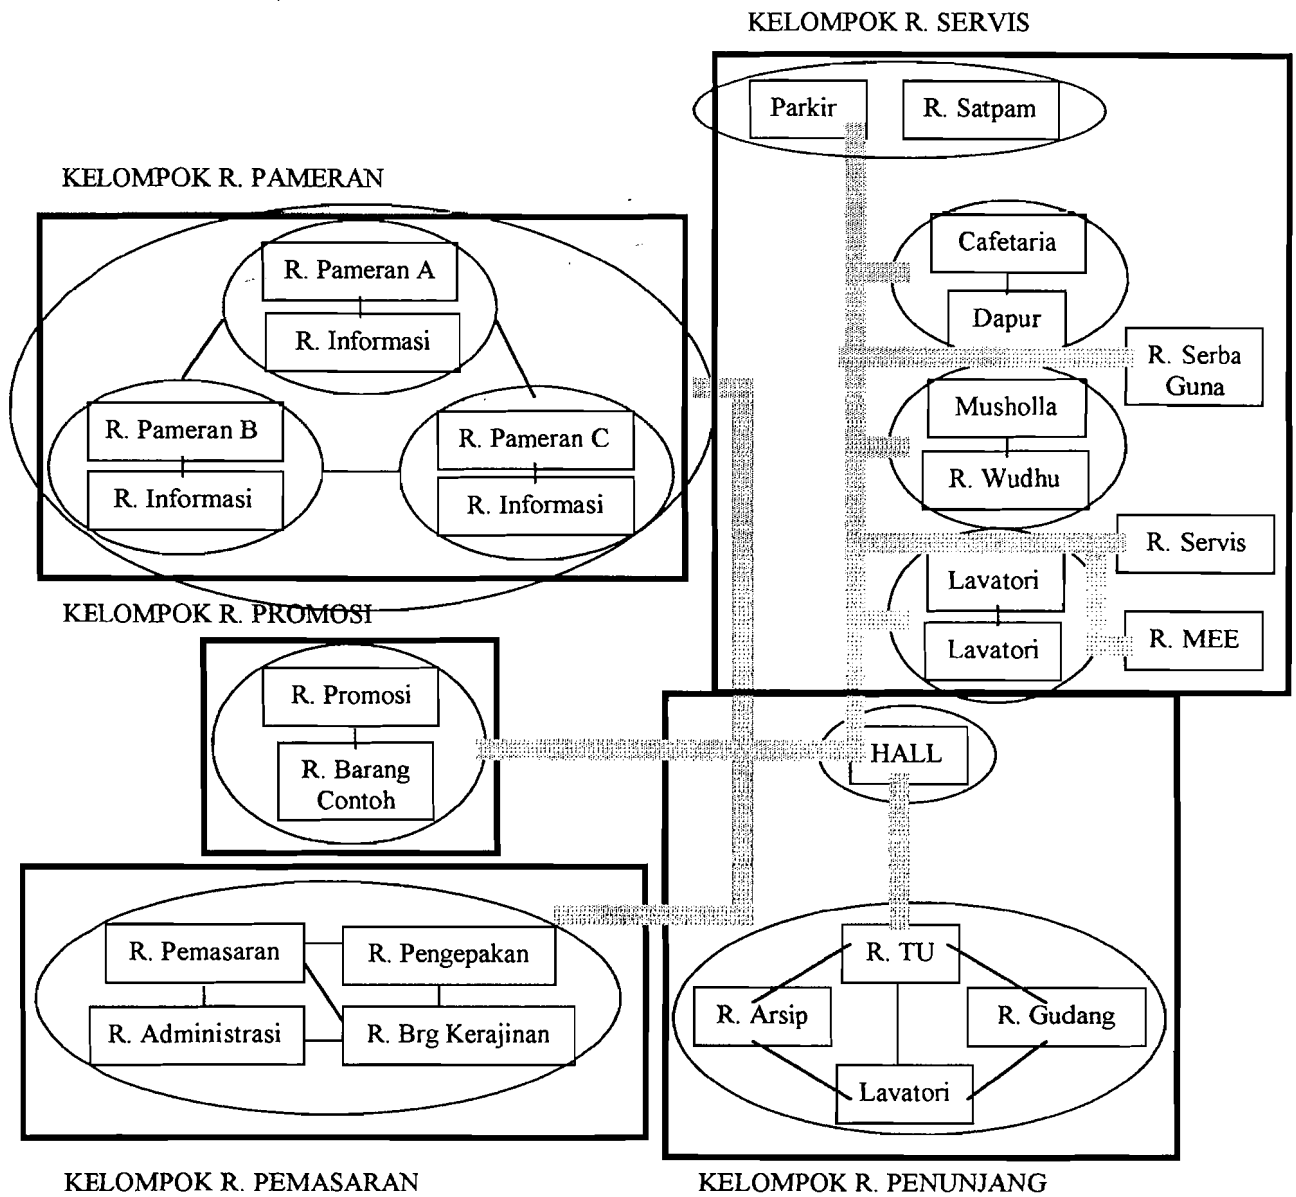 KELOMPOK R. SERVIS
Parkir
R. Satpam
Cafetaria
Dapur
R. Serba
Guna
Musholla
R. Wudhu
R. Servis
Lavatori
Lavatori
R. MEE
KELOMPOK R. PAMERAN
R. Pameran A
R. Informasi
R. Pameran B
R. Informasi
R. Pameran C
R. Informasi
KELOMPOK R. PROMOSI
R. Promosi
R. Barang
Contoh
HALL
R. Pemasaran
R. Pengepakan
R. Administrasi
R. Brg Kerajinan
KELOMPOK R. PEMASARAN
R. TU
R. Arsip
R. Gudang
Lavatori
KELOMPOK R. PENUNJANG